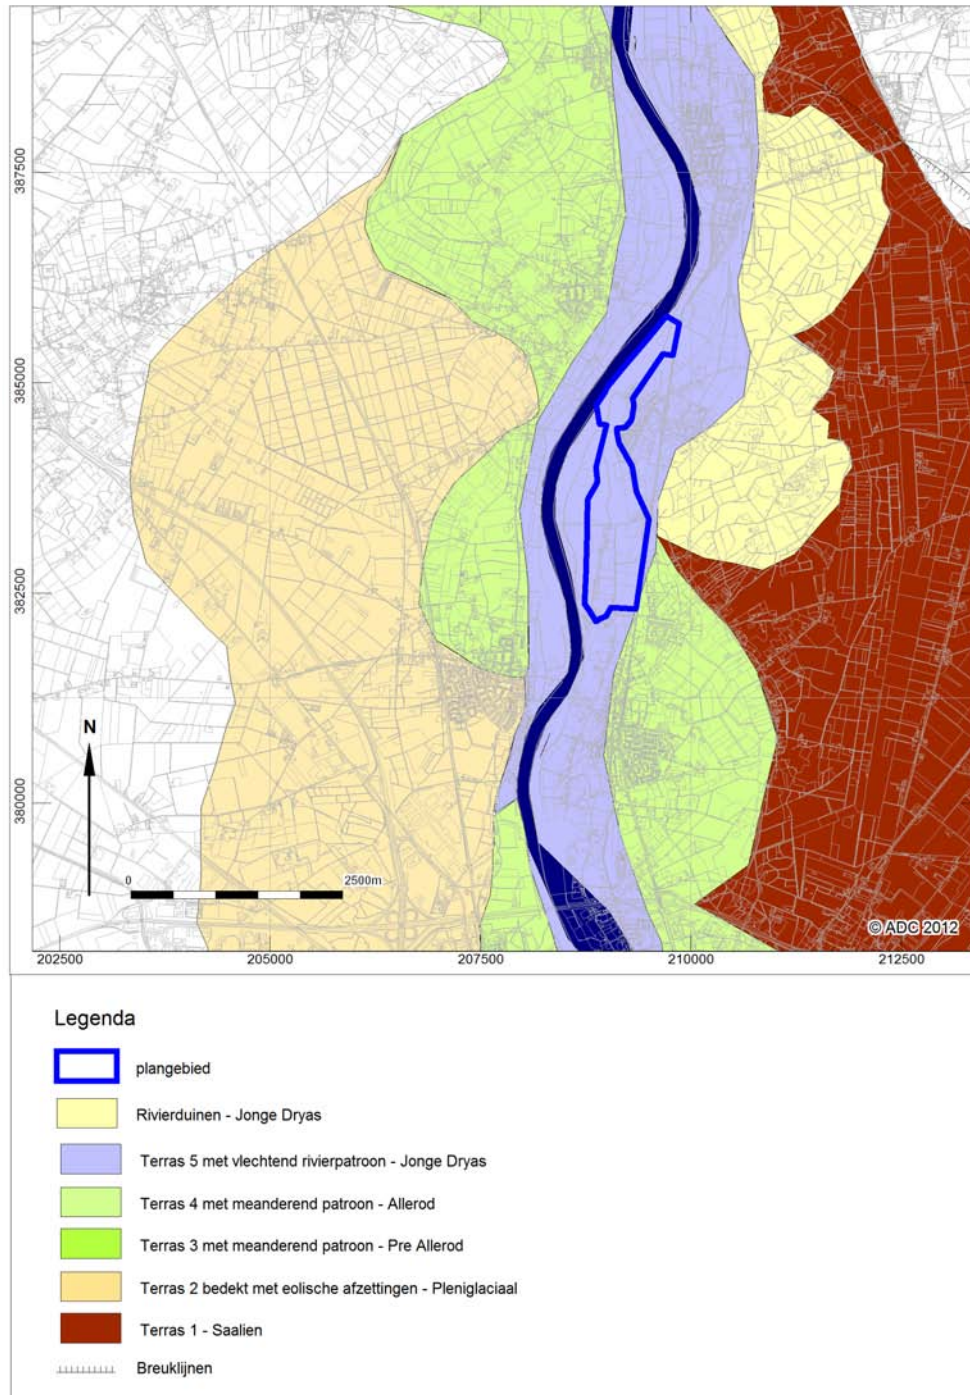 387500
385000
382500
380000
N
0 2500m
© ADC 2012
202500 205000 207500 210000 212500
Legenda
plangebied
Rivierduinen - Jonge Dryas
Terras 5 met vlechtend rivierpatroon - Jonge Dryas
Terras 4 met meanderend patroon - Allerod
Terras 3 met meanderend patroon - Pre Allerod
Terras 2 bedekt met eolische afzettingen - Pleniglaciaal
Terras 1 - Saalien
Breuklijnen